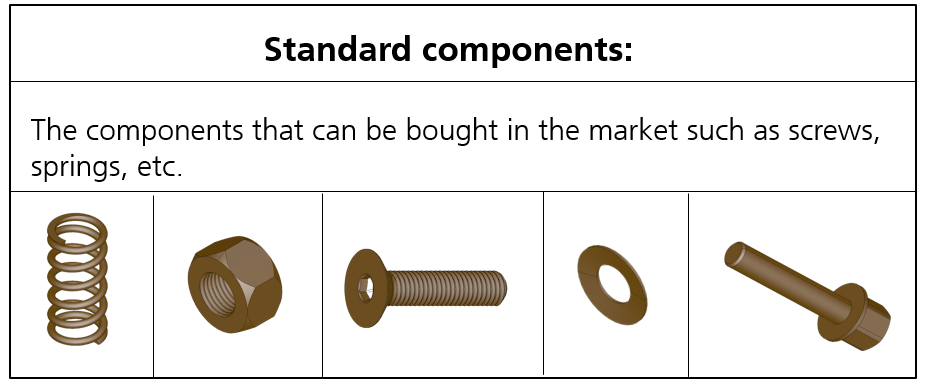 Standard components:
The components that can be bought in the market such as screws,
springs, etc.